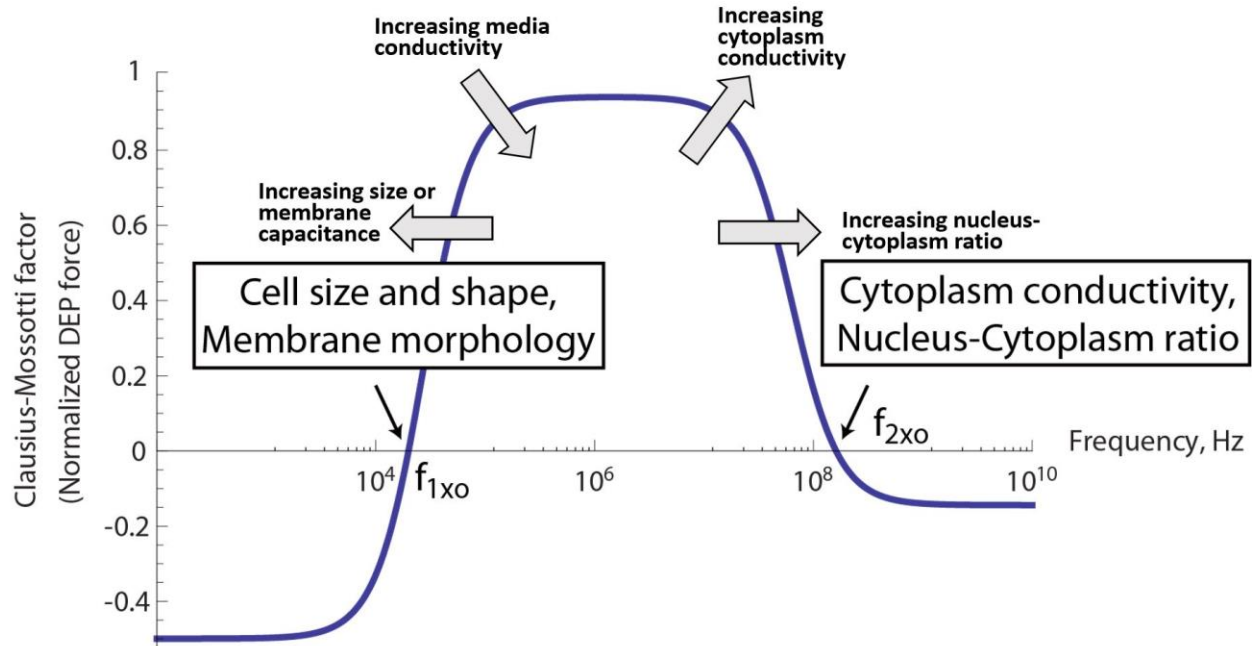 Increasing media
conductivity
Increasing
cytoplasm
conductivity
1
0.8
Increasing size or
membrane
capacitance
0.6
Increasing nucleus-
cytoplasm ratio
Cell size and shape,
Membrane morphology
Cytoplasm conductivity,
Nucleus-Cytoplasm ratio
0.4
0.2
Clausius-Mossotti factor
(Normalized DEP force)
0
f1xo
f2xo
Frequency, Hz
10^4
10^6
10^8
10^10
-0.2
-0.4